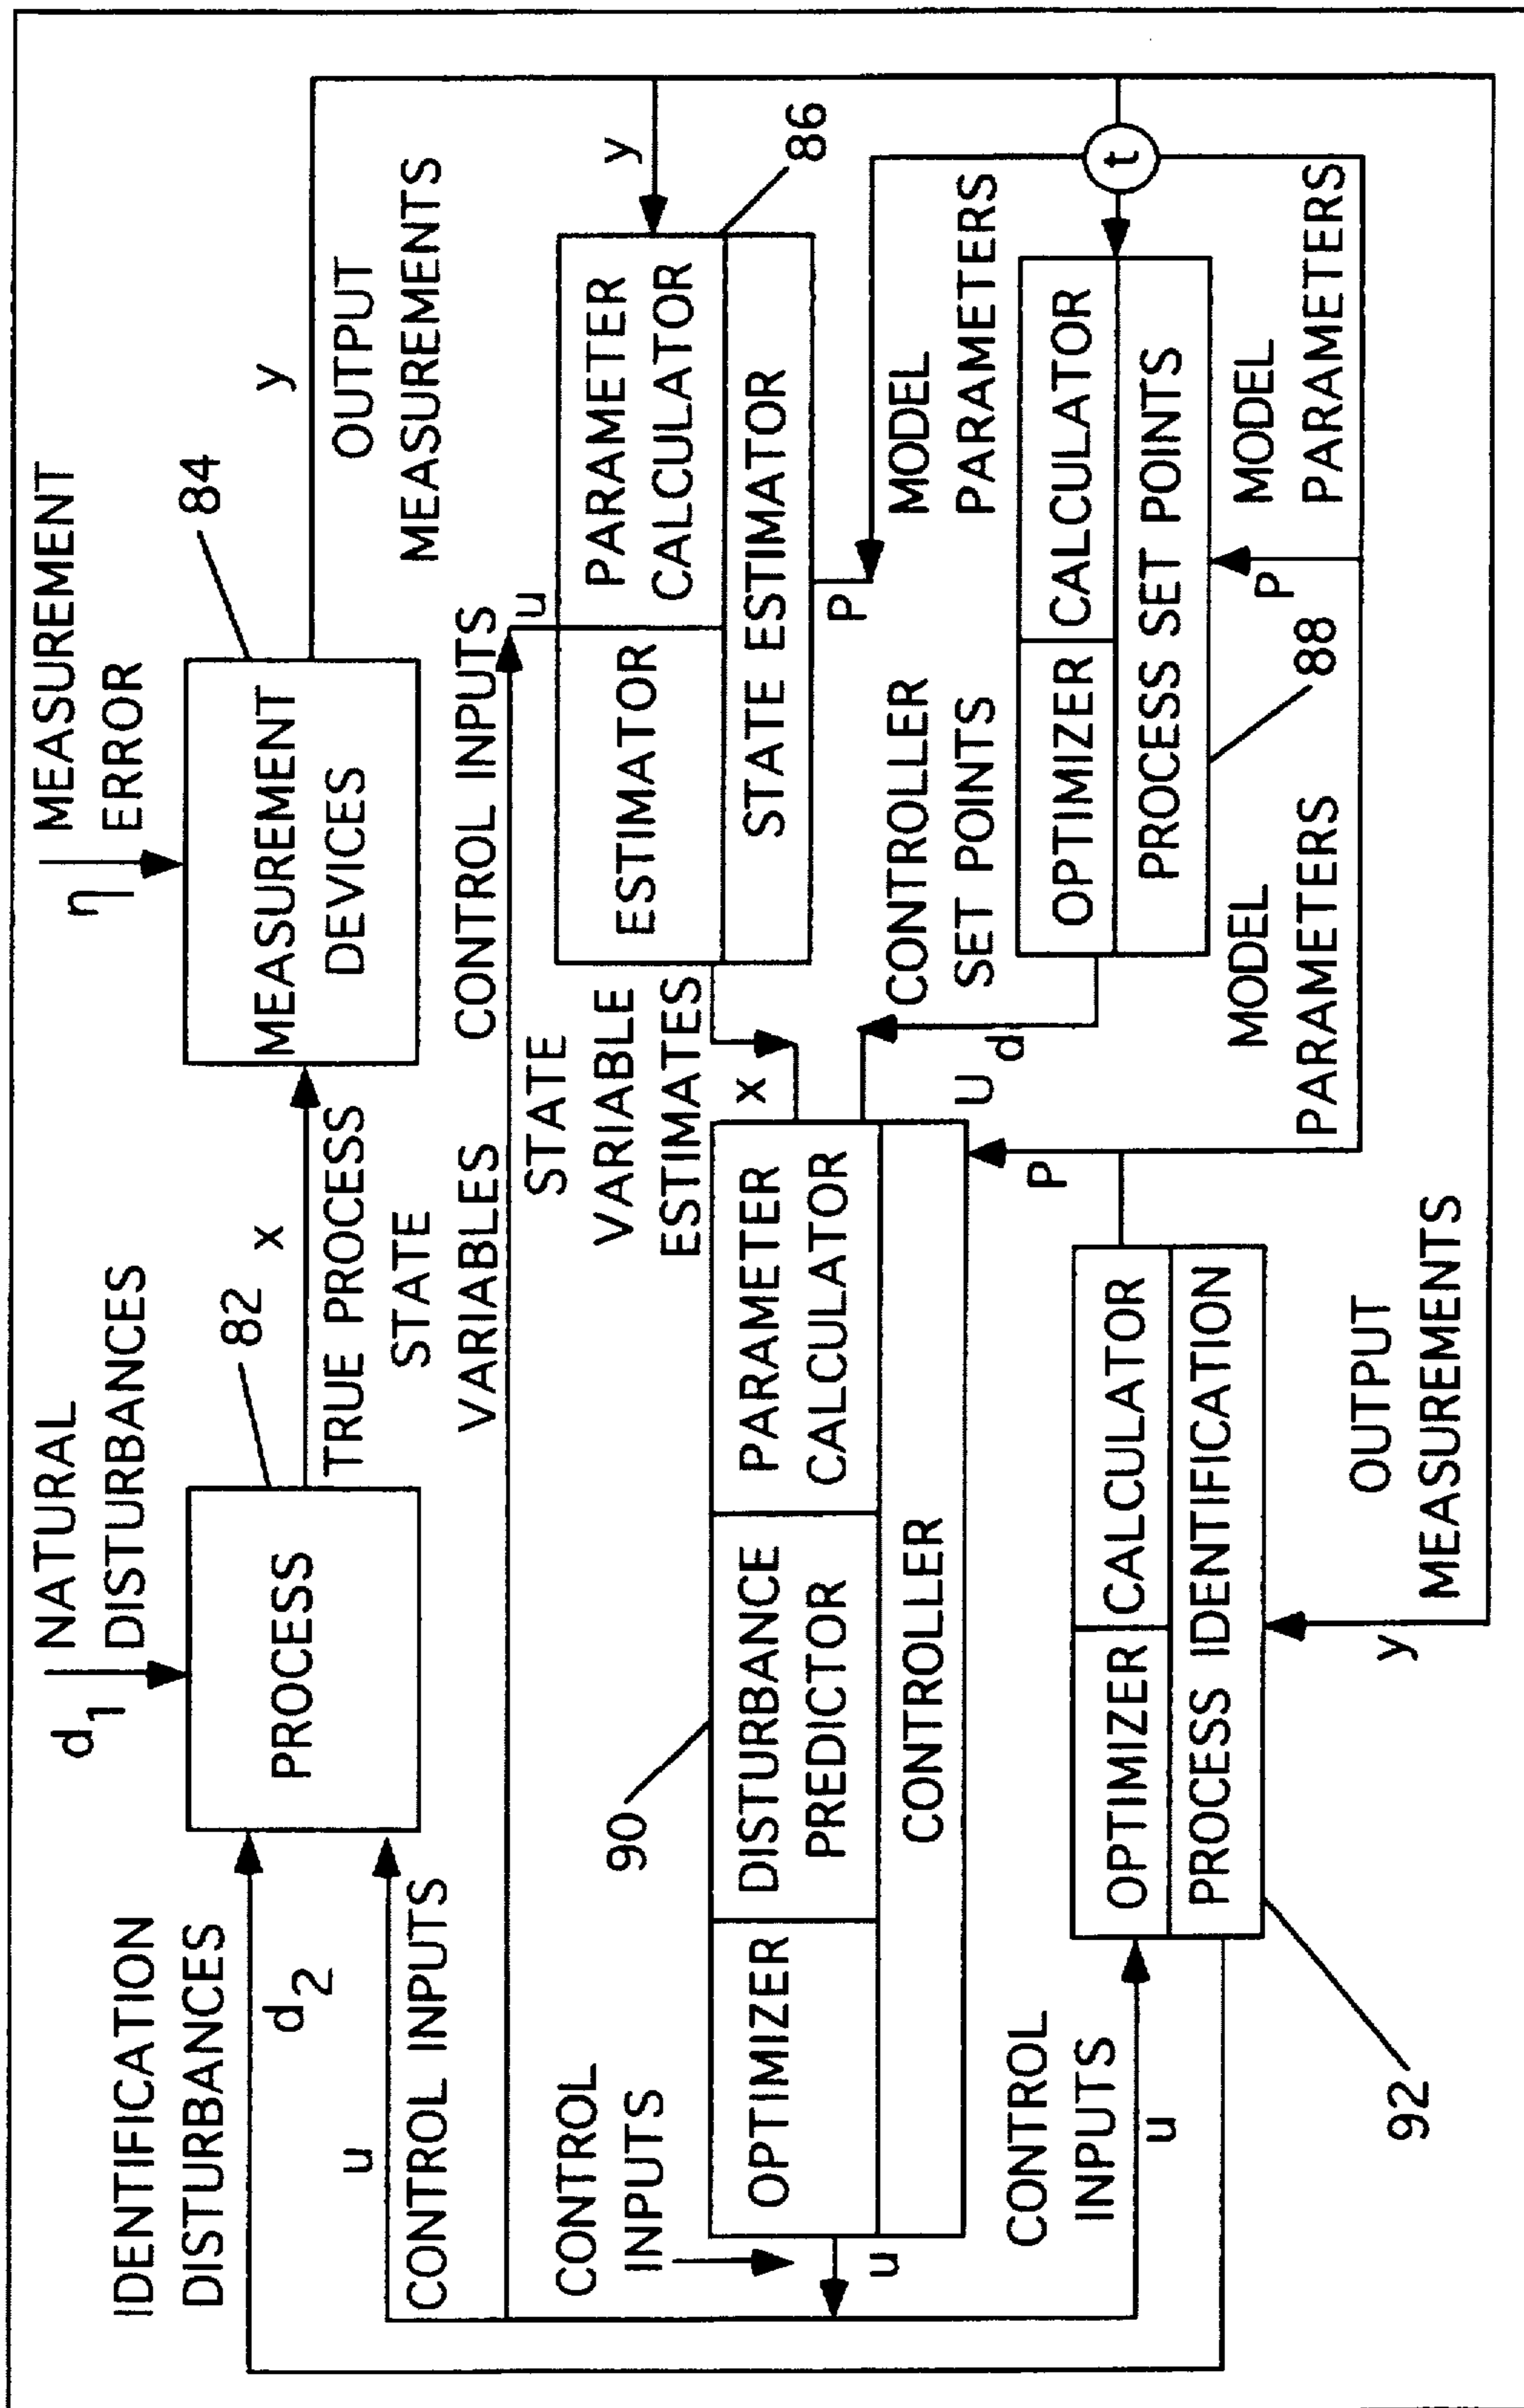 IDENTIFICATION
DISTURBANCES
d2
u
CONTROL INPUTS
NATURAL
DISTURBANCES
d1
82
PROCESS
x
TRUE PROCESS
STATE
VARIABLES
MEASUREMENT
ERROR
η
84
MEASUREMENT
DEVICES
y
OUTPUT
MEASUREMENTS
CONTROL INPUTS
u
y
86
ESTIMATOR
PARAMETER
CALCULATOR
STATE ESTIMATOR
P
MODEL
PARAMETERS
STATE
VARIABLE
ESTIMATES
x
CONTROL
INPUTS
u
90
OPTIMIZER
DISTURBANCE
PREDICTOR
PARAMETER
CALCULATOR
CONTROLLER
P
CONTROLLER
SET POINTS
U
d
t
OPTIMIZER
CALCULATOR
PROCESS SET POINTS
88
P
MODEL
PARAMETERS
MODEL
PARAMETERS
CONTROL
INPUTS
u
92
OPTIMIZER
CALCULATOR
PROCESS IDENTIFICATION
y
OUTPUT
MEASUREMENTS